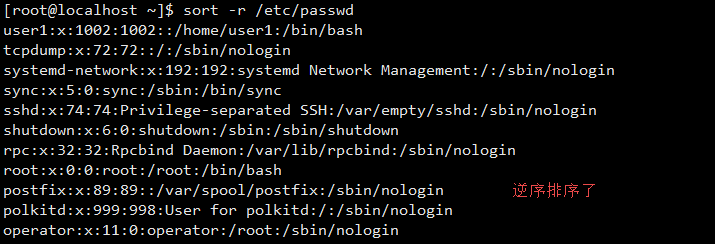 [root@localhost ~]# sort -r /etc/passwd
user1:x:1002:1002::/home/user1:/bin/bash
tcpdump:x:72:72::/:/sbin/nologin
systemd-network:x:192:192:systemd Network Management:/:/sbin/nologin
sync:x:5:0:sync:/sbin:/bin/sync
sshd:x:74:74:Privilege-separated SSH:/var/empty/sshd:/sbin/nologin
shutdown:x:6:0:shutdown:/sbin:/sbin/shutdown
rpc:x:32:32:Rpcbind Daemon:/var/lib/rpcbind:/sbin/nologin
root:x:0:0:root:/root:/bin/bash
postfix:x:89:89::/var/spool/postfix:/sbin/nologin 逆序排序了
polkitd:x:999:998:User for polkitd:/:/sbin/nologin
operator:x:11:0:operator:/root:/sbin/nologin